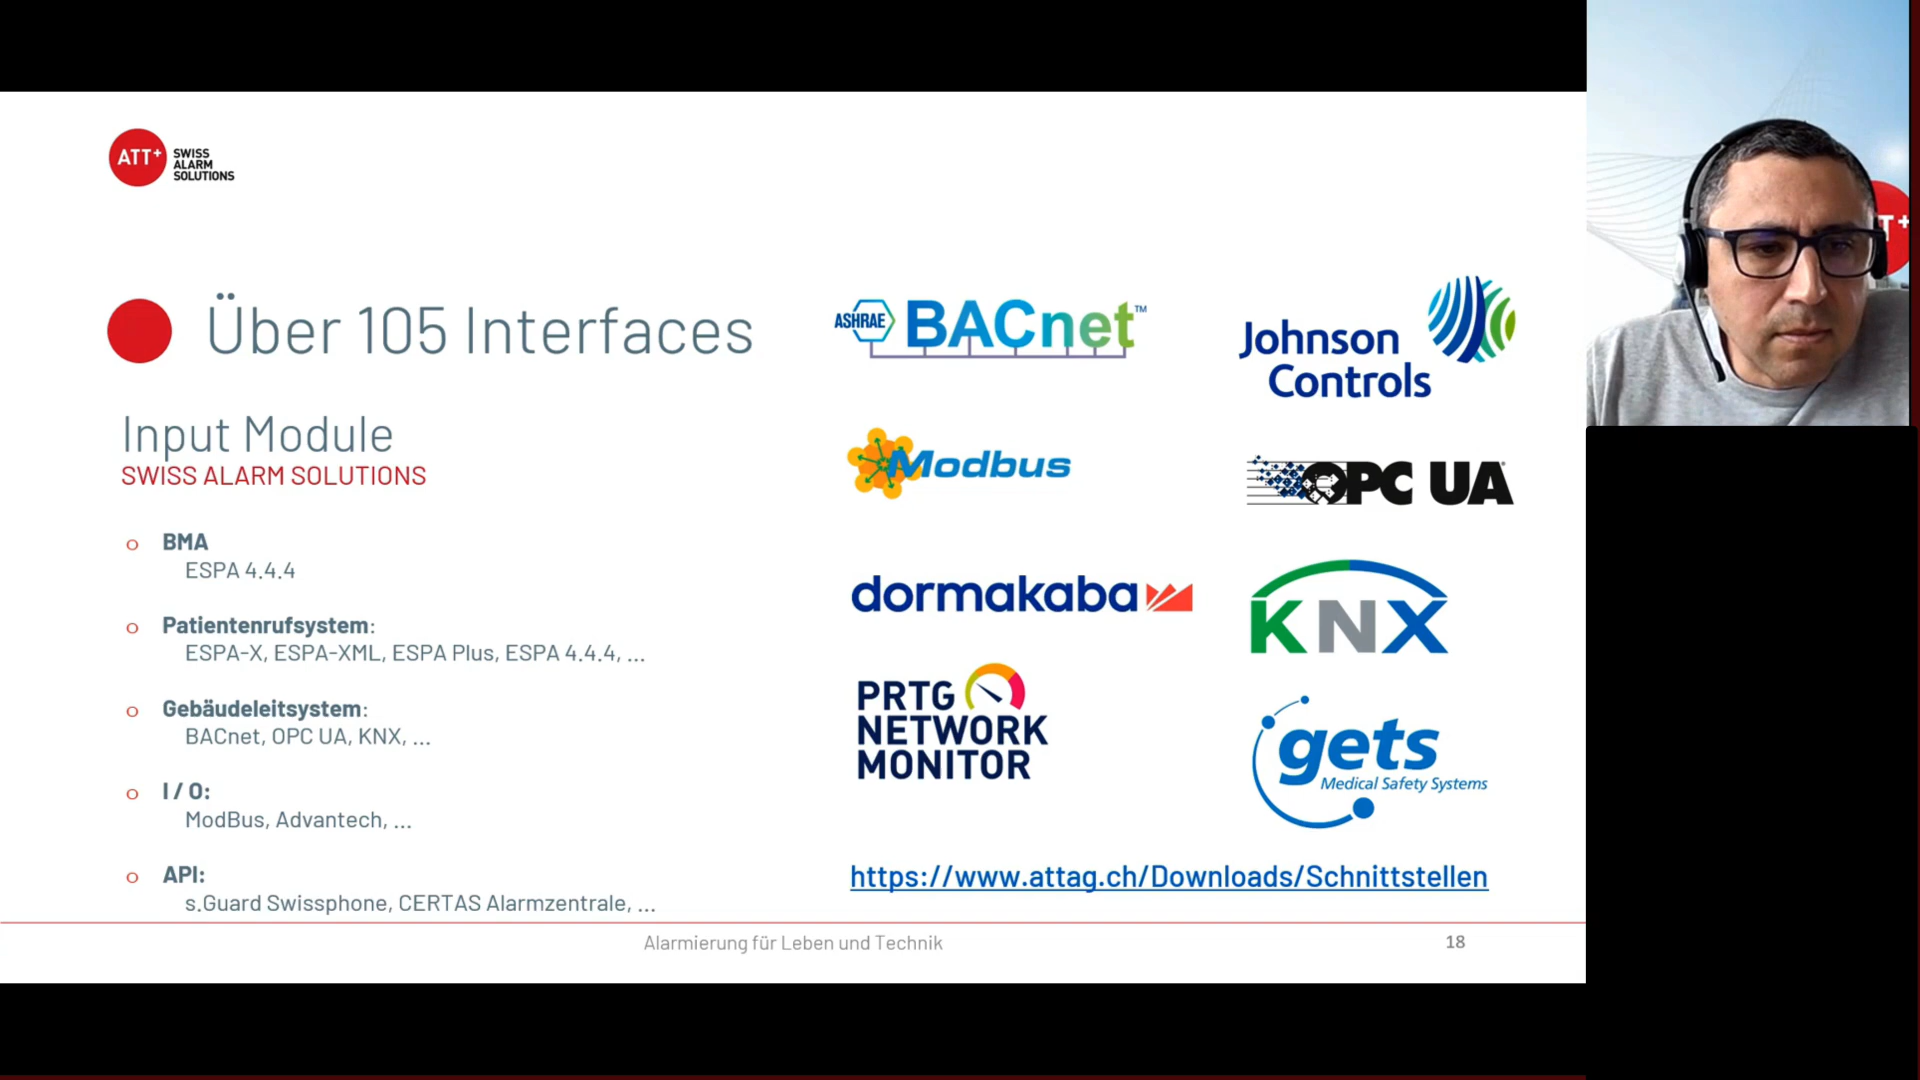 ATT+ SWISS
ALARM
SOLUTIONS
Über 105 Interfaces
Input Module
SWISS ALARM SOLUTIONS
o BMA
ESPA 4.4.4
o Patientenrufsystem:
ESPA-X, ESPA-XML, ESPA Plus, ESPA 4.4.4, ...
o Gebäudeleitsystem:
BACnet, OPC UA, KNX, ...
o I / O:
ModBus, Advantech, ...
o API:
s.Guard Swissphone, CERTAS Alarmzentrale, ...
ASHRAE BACnet™
Johnson
Controls
Modbus
OPC UA
dormakaba
KNX
PRTG
NETWORK
MONITOR
gets
Medical Safety Systems
https://www.attag.ch/Downloads/Schnittstellen
Alarmierung für Leben und Technik
18
T+